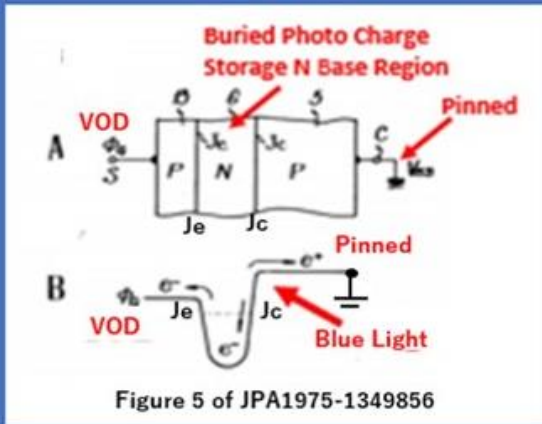 Buried Photo Charge
Storage N Base Region
Pinned
VOD
A
S
P
N
P
C
Je
Jc
Pinned
B
e⁻
e⁺
Je
Jc
VOD
e⁻
Blue Light
Figure 5 of JPA1975-1349856